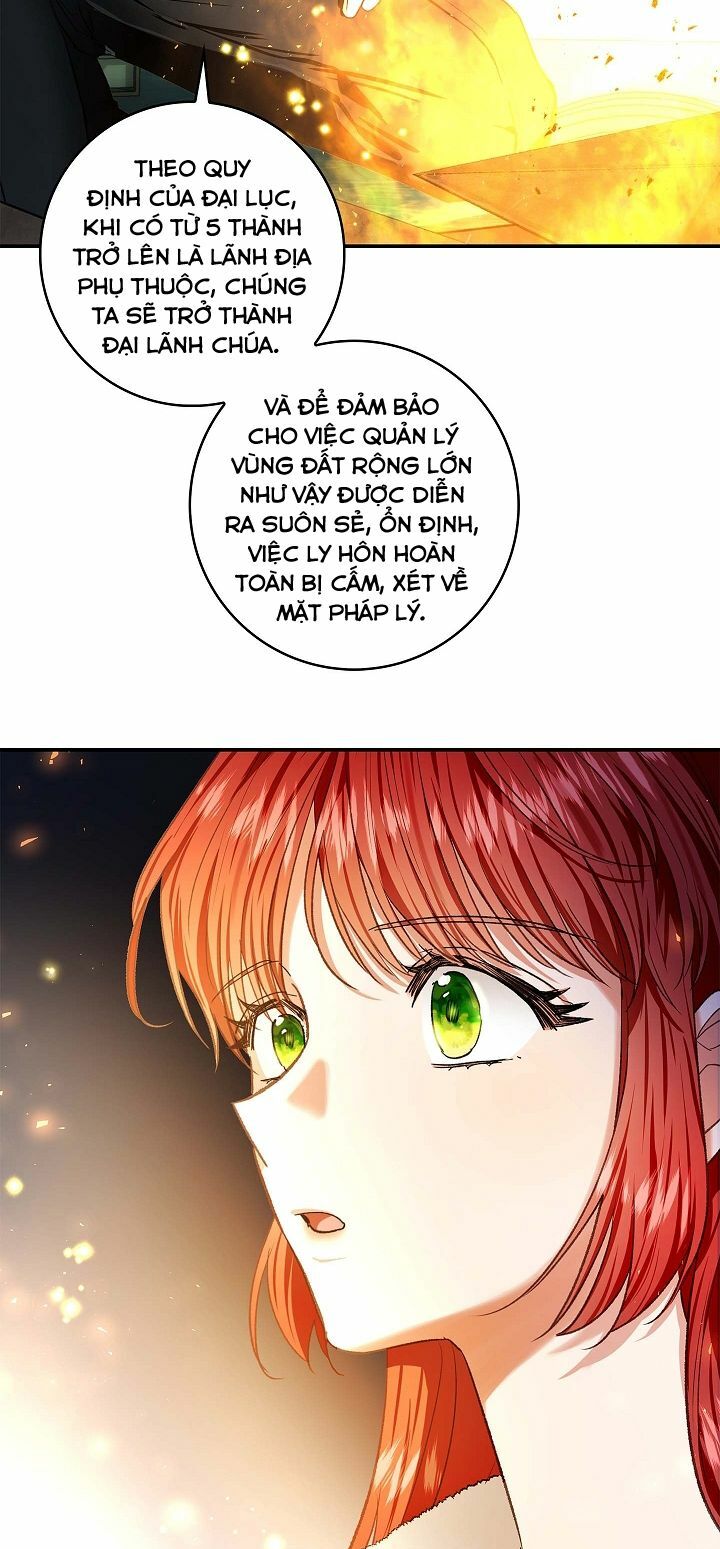 THEO QUY
ĐỊNH CỦA ĐẠI LỤC,
KHI CÓ TỪ 5 THÀNH
TRỞ LÊN LÀ LÃNH ĐỊA
PHỤ THUỘC, CHÚNG
TA SẼ TRỞ THÀNH
ĐẠI LÃNH CHÚA.
VÀ ĐỂ ĐẢM BẢO
CHO VIỆC QUẢN LÝ
VÙNG ĐẤT RỘNG LỚN
NHƯ VẬY ĐƯỢC DIỄN
RA SUÔN SẺ, ỔN ĐỊNH,
VIỆC LY HÔN HOÀN
TOÀN BỊ CẤM, XÉT VỀ
MẶT PHÁP LÝ.